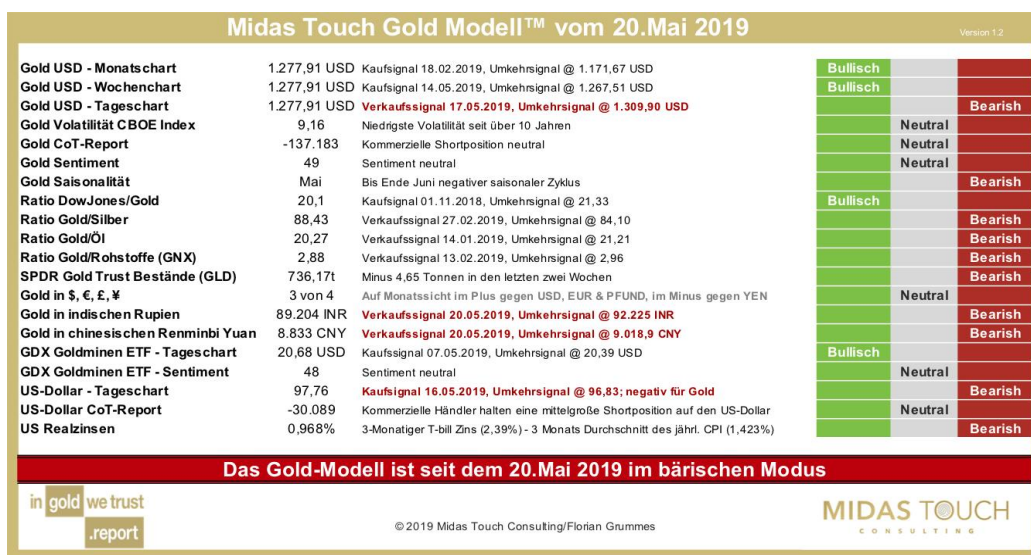 Midas Touch Gold Modell™ vom 20.Mai 2019
Version 1.2
Gold USD - Monatschart 1.277,91 USD Kaufsignal 18.02.2019, Umkehrsignal @ 1.171,67 USD Bullisch
Gold USD - Wochenchart 1.277,91 USD Kaufsignal 14.05.2019, Umkehrsignal @ 1.267,51 USD Bullisch
Gold USD - Tageschart 1.277,91 USD Verkaufssignal 17.05.2019, Umkehrsignal @ 1.309,90 USD Bearish
Gold Volatilität CBOE Index 9,16 Niedrigste Volatilität seit über 10 Jahren Neutral
Gold CoT-Report -137.183 Kommerzielle Shortposition neutral Neutral
Gold Sentiment 49 Sentiment neutral Neutral
Gold Saisonalität Mai Bis Ende Juni negativer saisonaler Zyklus Bearish
Ratio DowJones/Gold 20,1 Kaufsignal 01.11.2018, Umkehrsignal @ 21,33 Bullisch
Ratio Gold/Silber 88,43 Verkaufssignal 27.02.2019, Umkehrsignal @ 84,10 Bearish
Ratio Gold/Öl 20,27 Verkaufssignal 14.01.2019, Umkehrsignal @ 21,21 Bearish
Ratio Gold/Rohstoffe (GNX) 2,88 Verkaufssignal 13.02.2019, Umkehrsignal @ 2,96 Bearish
SPDR Gold Trust Bestände (GLD) 736,17t Minus 4,65 Tonnen in den letzten zwei Wochen Bearish
Gold in $, €, £, ¥ 3 von 4 Auf Monatssicht im Plus gegen USD, EUR & PFUND, im Minus gegen YEN Neutral
Gold in indischen Rupien 89.204 INR Verkaufssignal 20.05.2019, Umkehrsignal @ 92.225 INR Bearish
Gold in chinesischen Renminbi Yuan 8.833 CNY Verkaufssignal 20.05.2019, Umkehrsignal @ 9.018,9 CNY Bearish
GDX Goldminen ETF - Tageschart 20,68 USD Kaufssignal 07.05.2019, Umkehrsignal @ 20,39 USD Bullisch
GDX Goldminen ETF - Sentiment 48 Sentiment neutral Neutral
US-Dollar - Tageschart 97,76 Kaufsignal 16.05.2019, Umkehrsignal @ 96,83; negativ für Gold Bearish
US-Dollar CoT-Report -30.089 Kommerzielle Händler halten eine mittelgroße Shortposition auf den US-Dollar Neutral
US Realzinsen 0,968% 3-Monatiger T-bill Zins (2,39%) - 3 Monats Durchschnitt des jährl. CPI (1,423%) Bearish
Das Gold-Modell ist seit dem 20.Mai 2019 im bärischen Modus
in gold we trust
.report
© 2019 Midas Touch Consulting/Florian Grummes
MIDAS TOUCH
CONSULTING